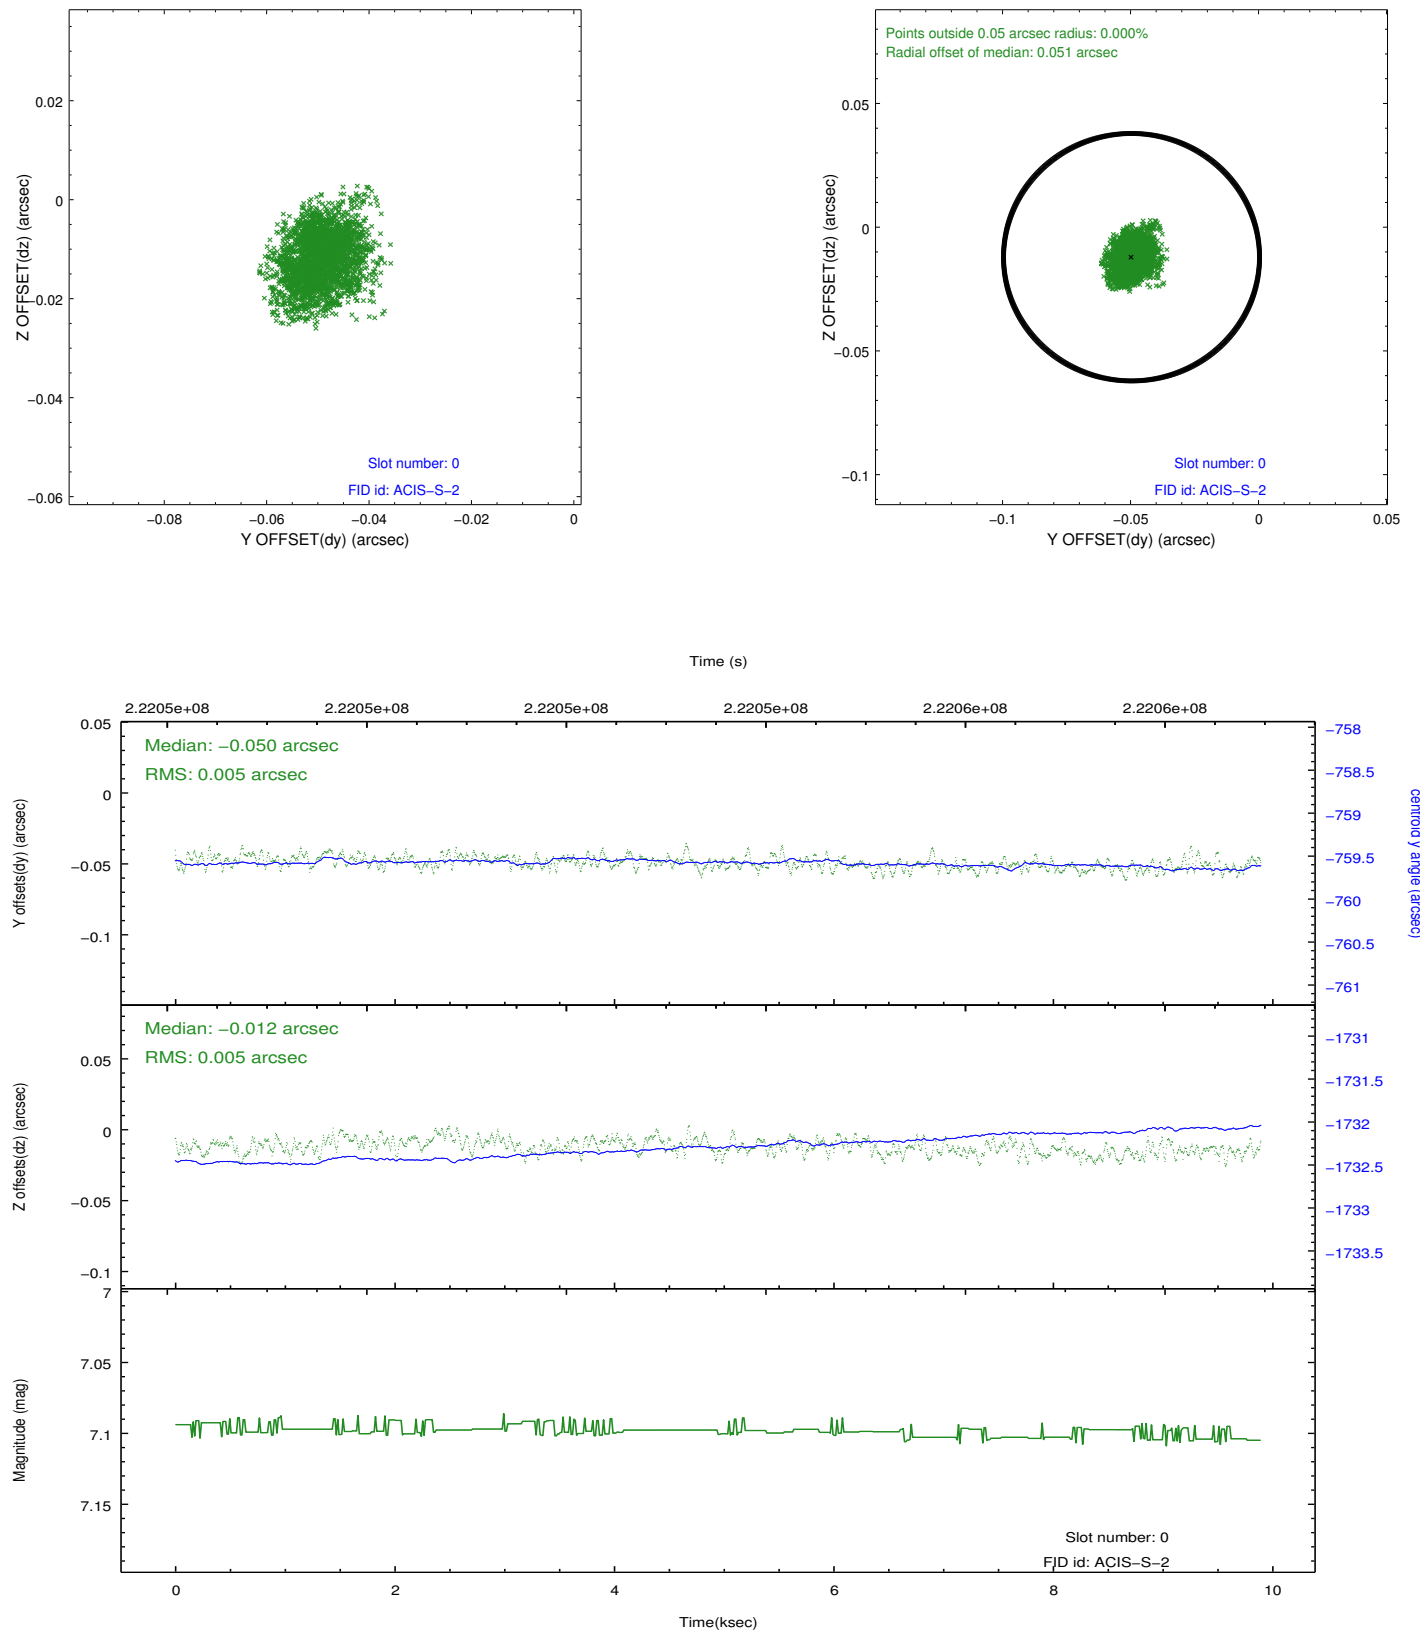 0.02
0
−0.02
−0.04
−0.06
Z OFFSET(dz) (arcsec)
Slot number: 0
FID id: ACIS−S−2
−0.08
−0.06
−0.04
−0.02
0
Y OFFSET(dy) (arcsec)
Points outside 0.05 arcsec radius: 0.000%
Radial offset of median: 0.051 arcsec
0.05
0
−0.05
−0.1
Z OFFSET(dz) (arcsec)
Slot number: 0
FID id: ACIS−S−2
−0.1
−0.05
0
0.05
Y OFFSET(dy) (arcsec)
Time (s)
2.2205e+08
2.2205e+08
2.2205e+08
2.2205e+08
2.2206e+08
2.2206e+08
Median: −0.050 arcsec
RMS: 0.005 arcsec
0.05
0
−0.05
−0.1
Y offsets(dy) (arcsec)
−758
−758.5
−759
−759.5
−760
−760.5
−761
centroid y angle (arcsec)
Median: −0.012 arcsec
RMS: 0.005 arcsec
0.05
0
−0.05
−0.1
Z offsets(dz) (arcsec)
−1731
−1731.5
−1732
−1732.5
−1733
−1733.5
7
7.05
7.1
7.15
Magnitude (mag)
Slot number: 0
FID id: ACIS−S−2
0
2
4
6
8
10
Time(ksec)